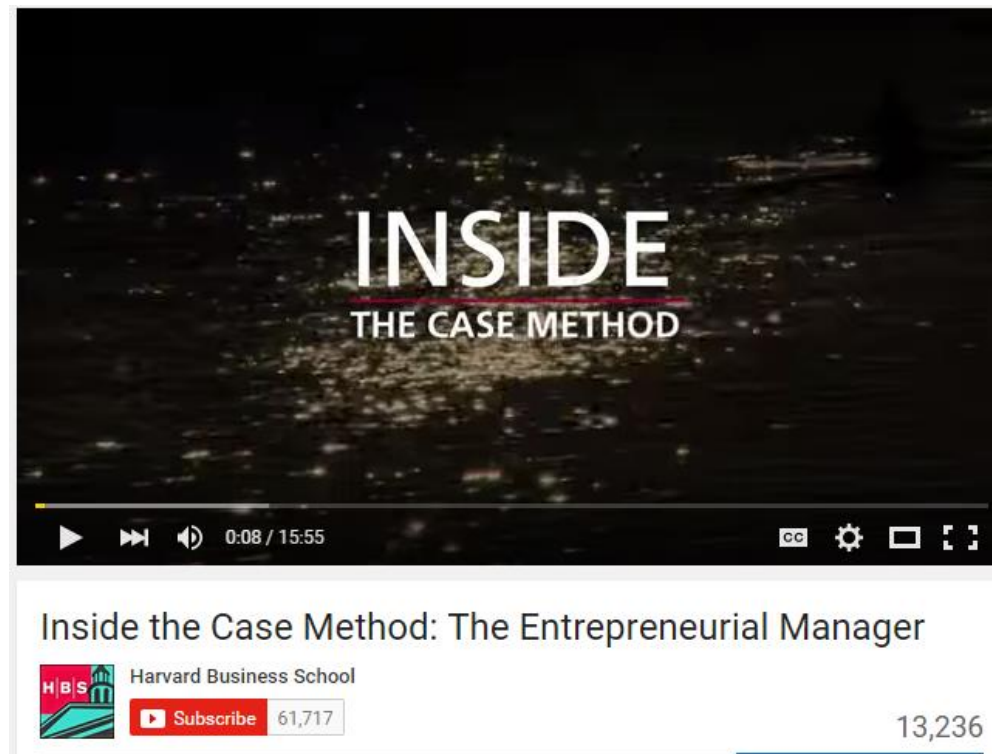 INSIDE
THE CASE METHOD
0:08 / 15:55
CC
Inside the Case Method: The Entrepreneurial Manager
H|B|S
Harvard Business School
Subscribe 61,717
13,236